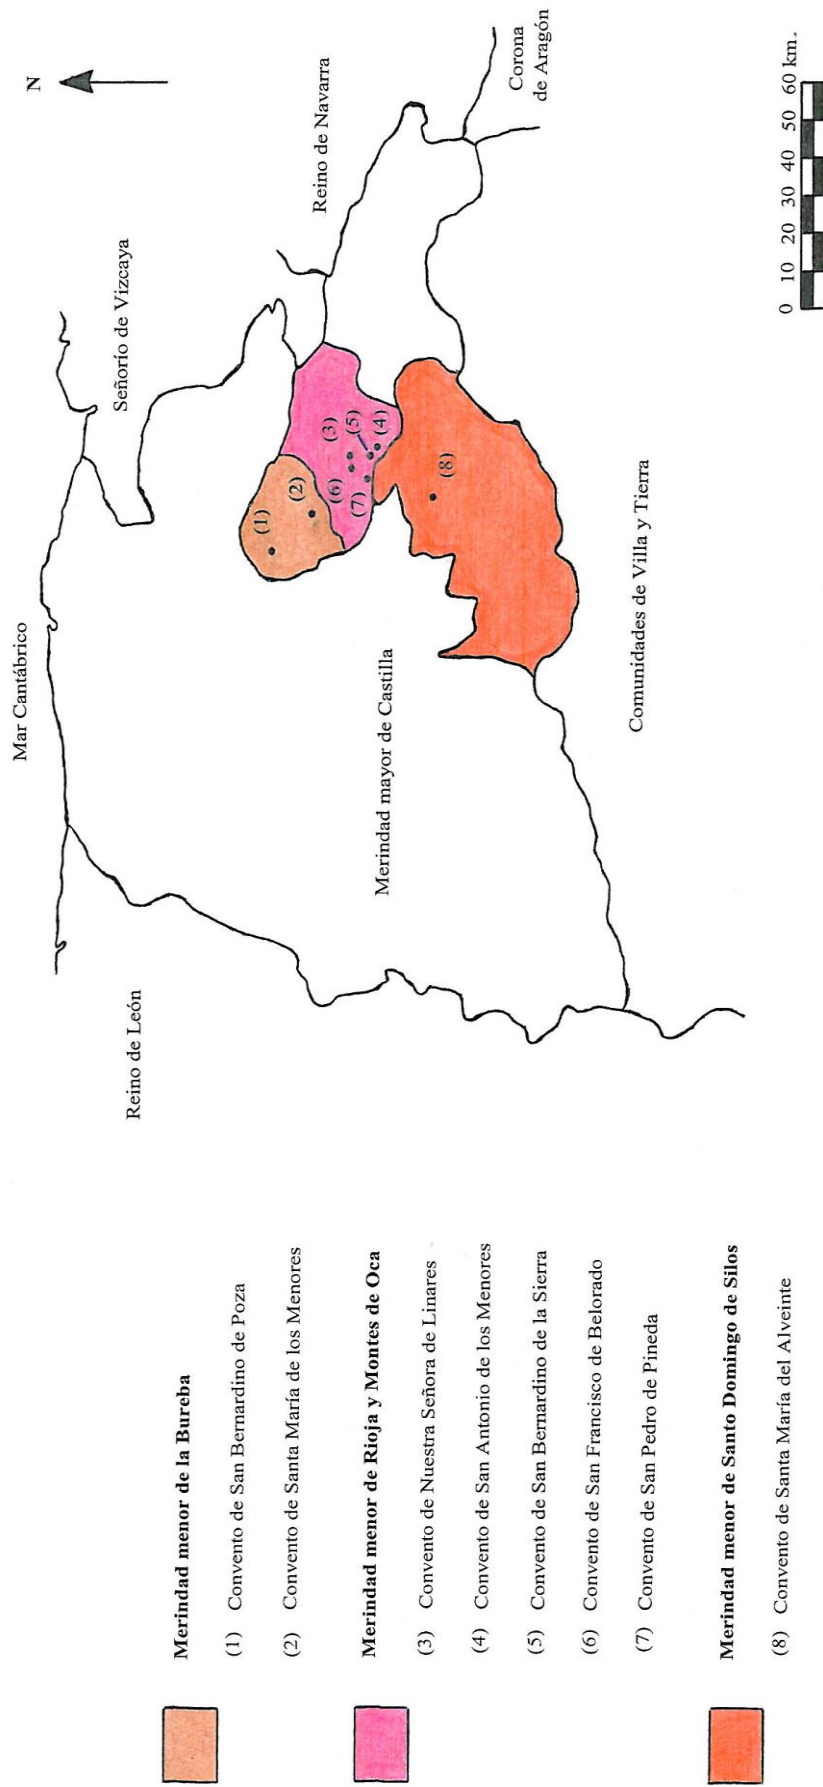 Merindad menor de la Bureba
(1) Convento de San Bernardino de Poza
(2) Convento de Santa María de los Menores
Merindad menor de Rioja y Montes de Oca
(3) Convento de Nuestra Señora de Linares
(4) Convento de San Antonio de los Menores
(5) Convento de San Bernardino de la Sierra
(6) Convento de San Francisco de Belorado
(7) Convento de San Pedro de Pineda
Merindad menor de Santo Domingo de Silos
(8) Convento de Santa María del Alveinte
Mar Cantábrico
N
Señorío de Vizcaya
Reino de León
Reino de Navarra
(1)
(2)
(3)
(6)
(5)
(7)
(4)
Merindad mayor de Castilla
(8)
Corona
de Aragón
Comunidades de Villa y Tierra
0 10 20 30 40 50 60 km.